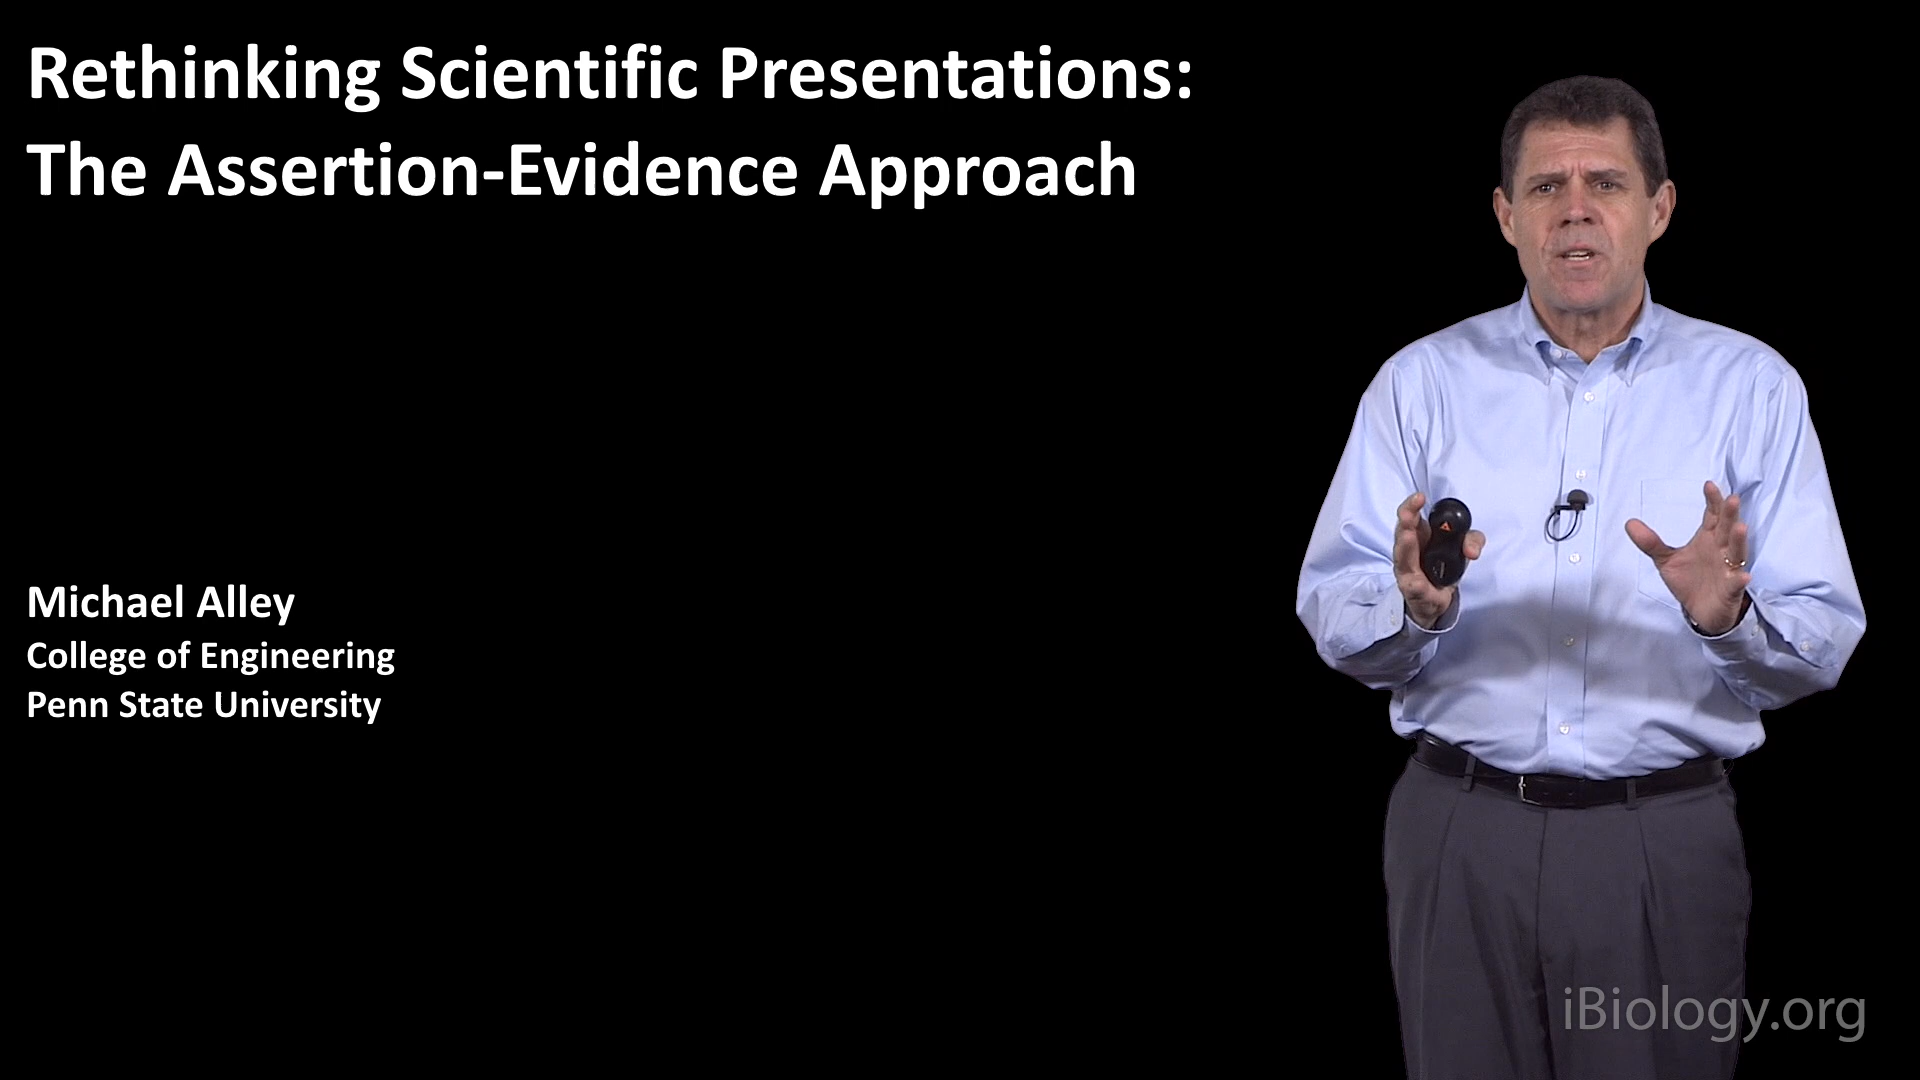 Rethinking Scientific Presentations:
The Assertion-Evidence Approach
Michael Alley
College of Engineering
Penn State University
iBiology.org